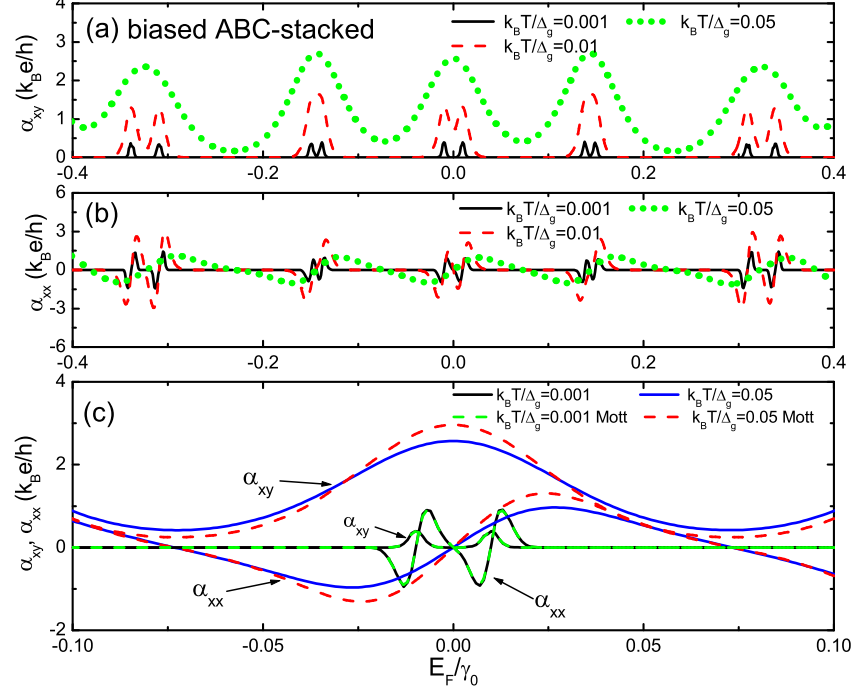 (a) biased ABC-stacked
k_BT/Δ_g=0.001
k_BT/Δ_g=0.05
k_BT/Δ_g=0.01
α_xy (k_Be/h)
4
3
2
1
0
-0.4 -0.2 0.0 0.2 0.4
(b)
k_BT/Δ_g=0.001
k_BT/Δ_g=0.05
k_BT/Δ_g=0.01
α_xx (k_Be/h)
6
3
0
-3
-6
-0.4 -0.2 0.0 0.2 0.4
(c)
k_BT/Δ_g=0.001
k_BT/Δ_g=0.05
k_BT/Δ_g=0.001 Mott
k_BT/Δ_g=0.05 Mott
α_xy, α_xx (k_Be/h)
4
2
0
-2
α_xy
α_xy
α_xx
α_xx
-0.10 -0.05 0.00 0.05 0.10
E_F/γ_0